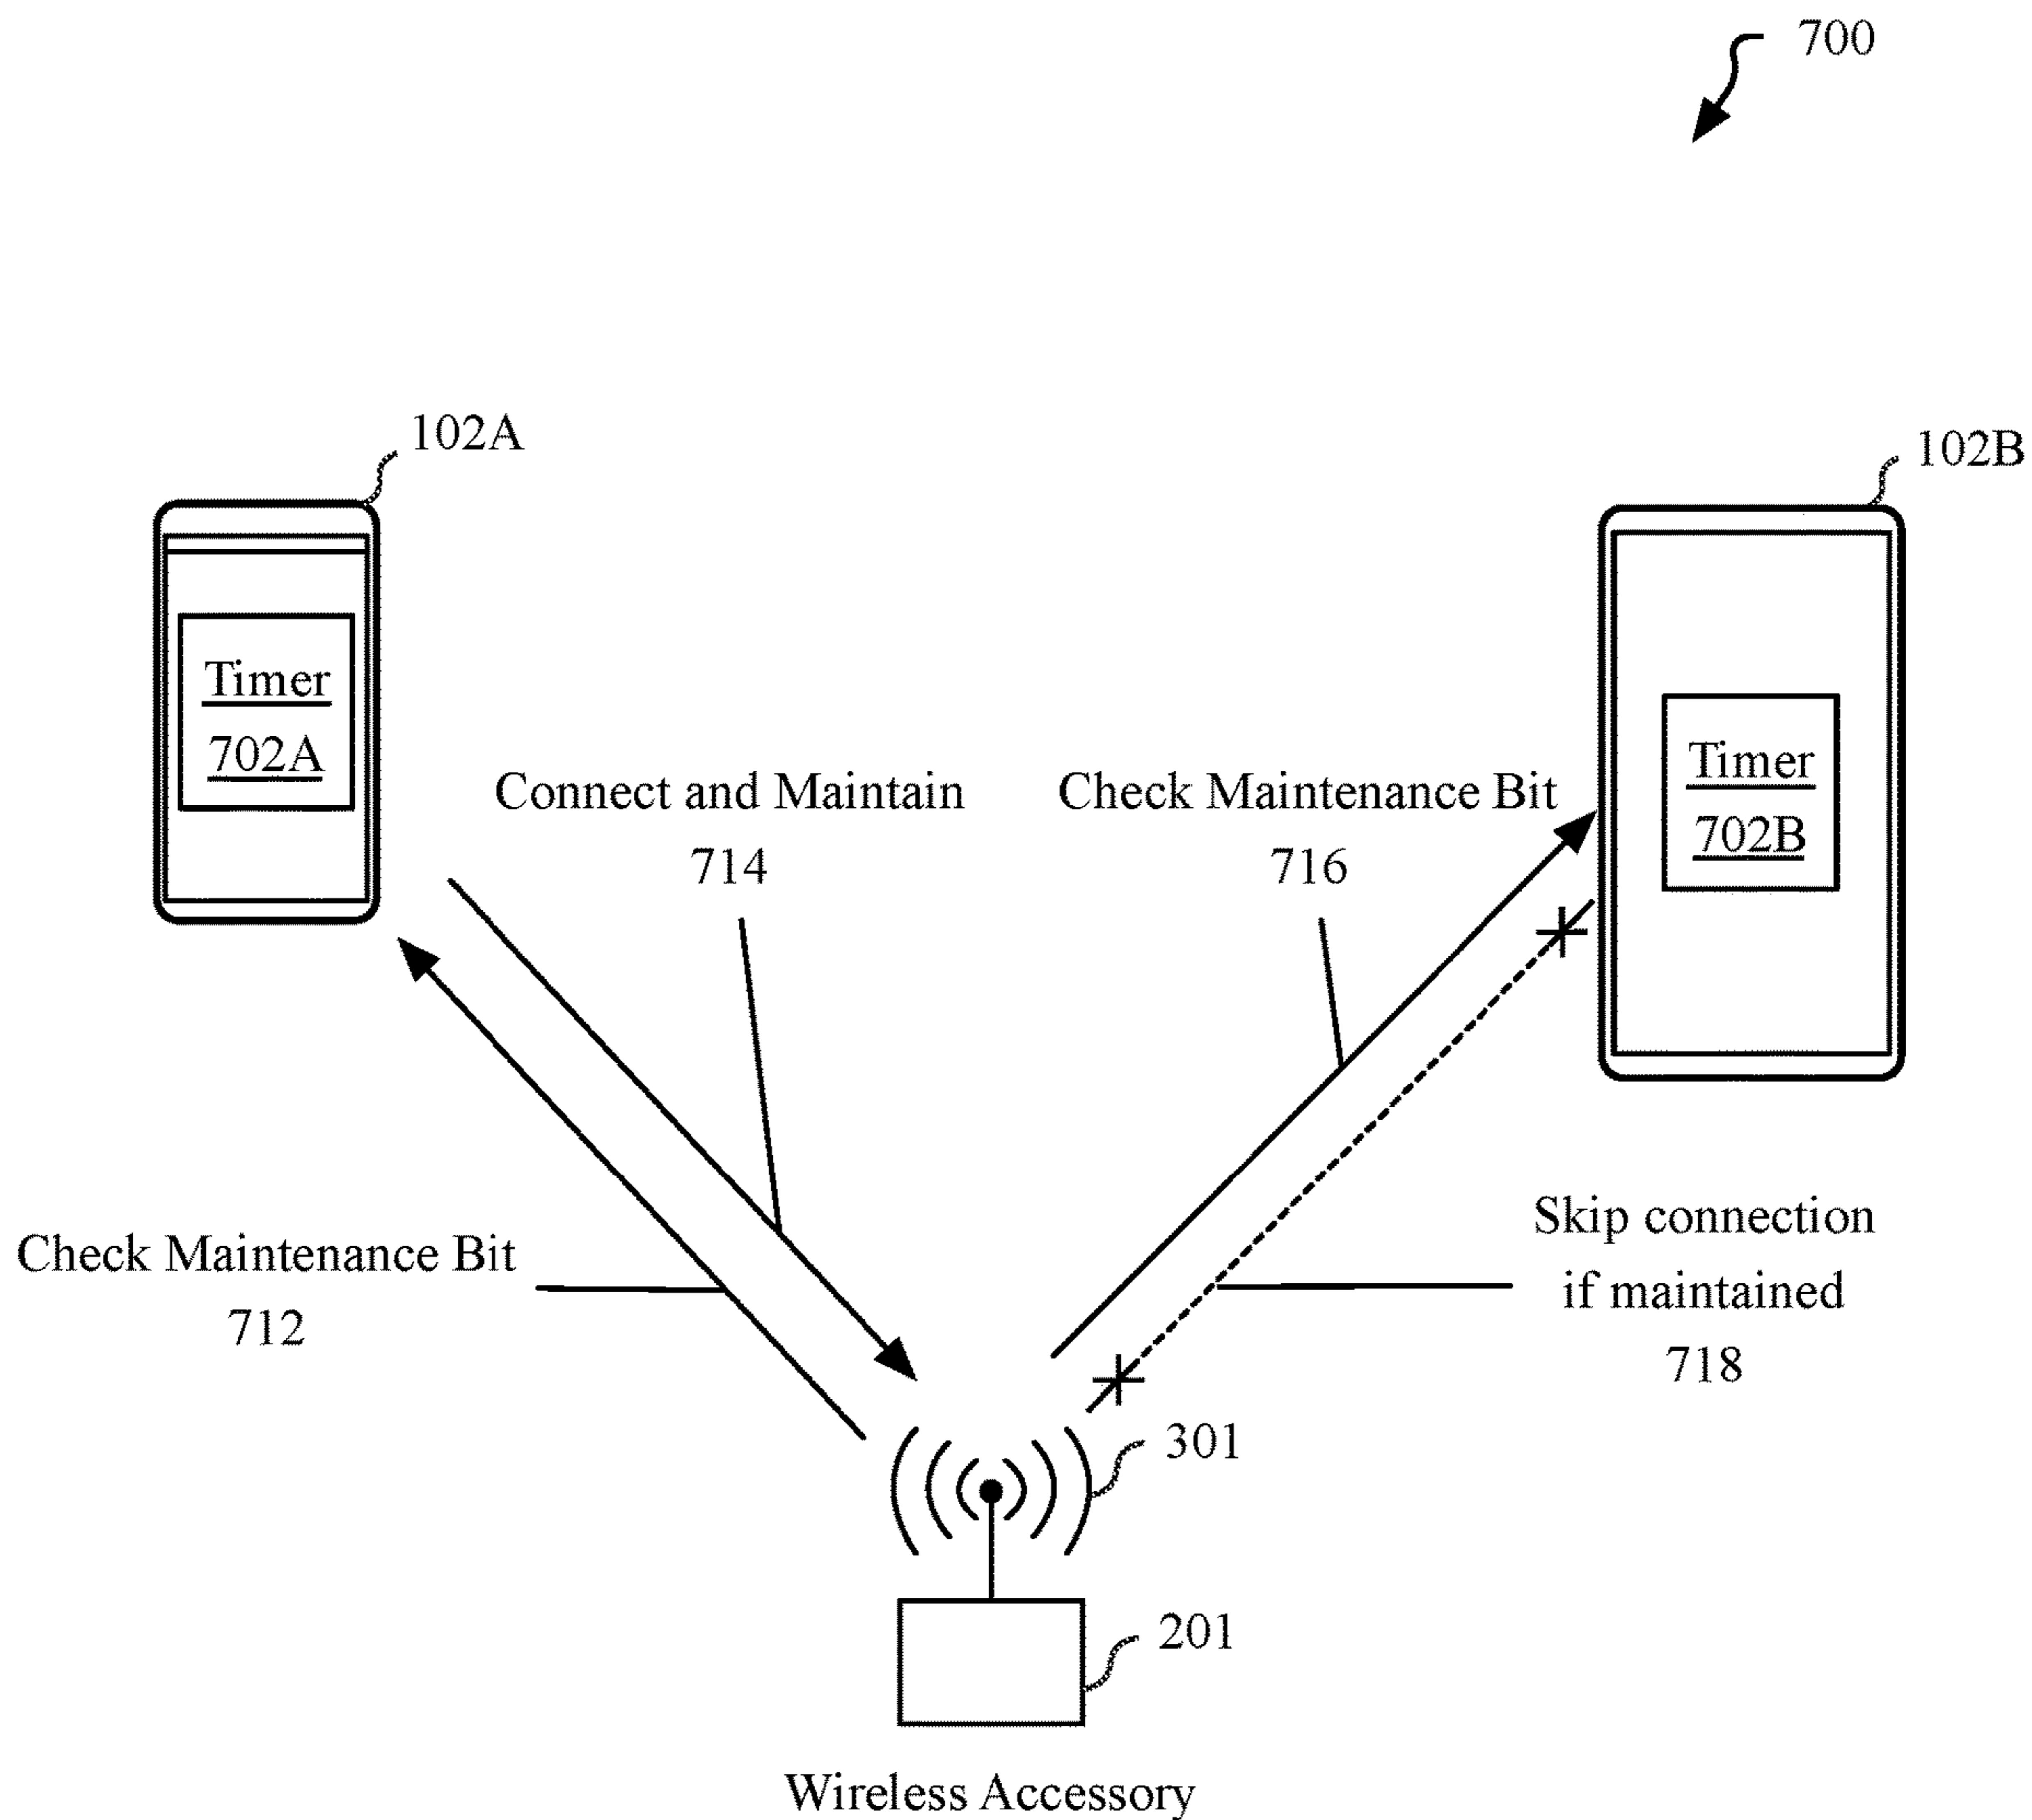 700
102A
102B
Timer
702A
Connect and Maintain
714
Check Maintenance Bit
716
Timer
702B
Check Maintenance Bit
712
Skip connection
if maintained
718
301
201
Wireless Accessory